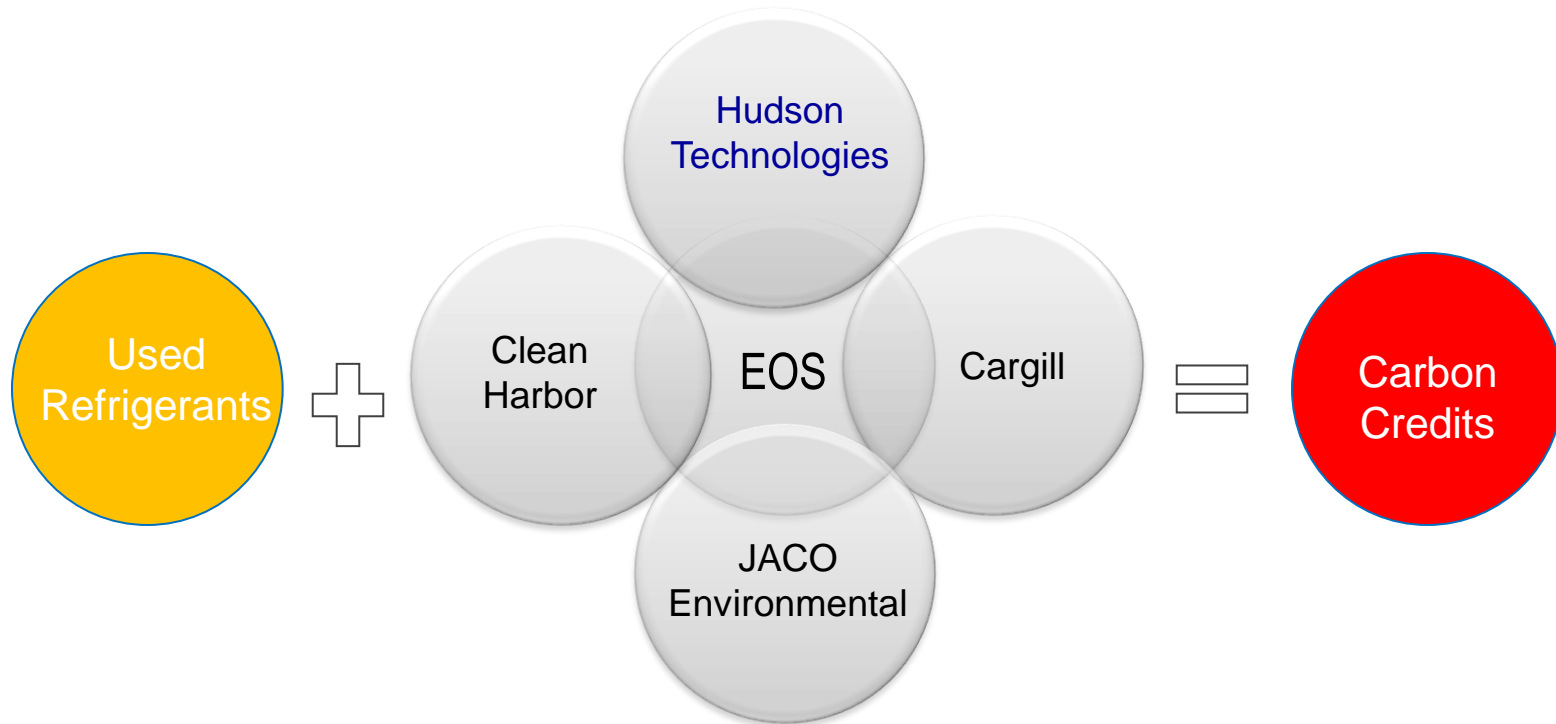 Hudson
Technologies
Used
Refrigerants
Clean
Harbor
EOS
Cargill
Carbon
Credits
JACO
Environmental